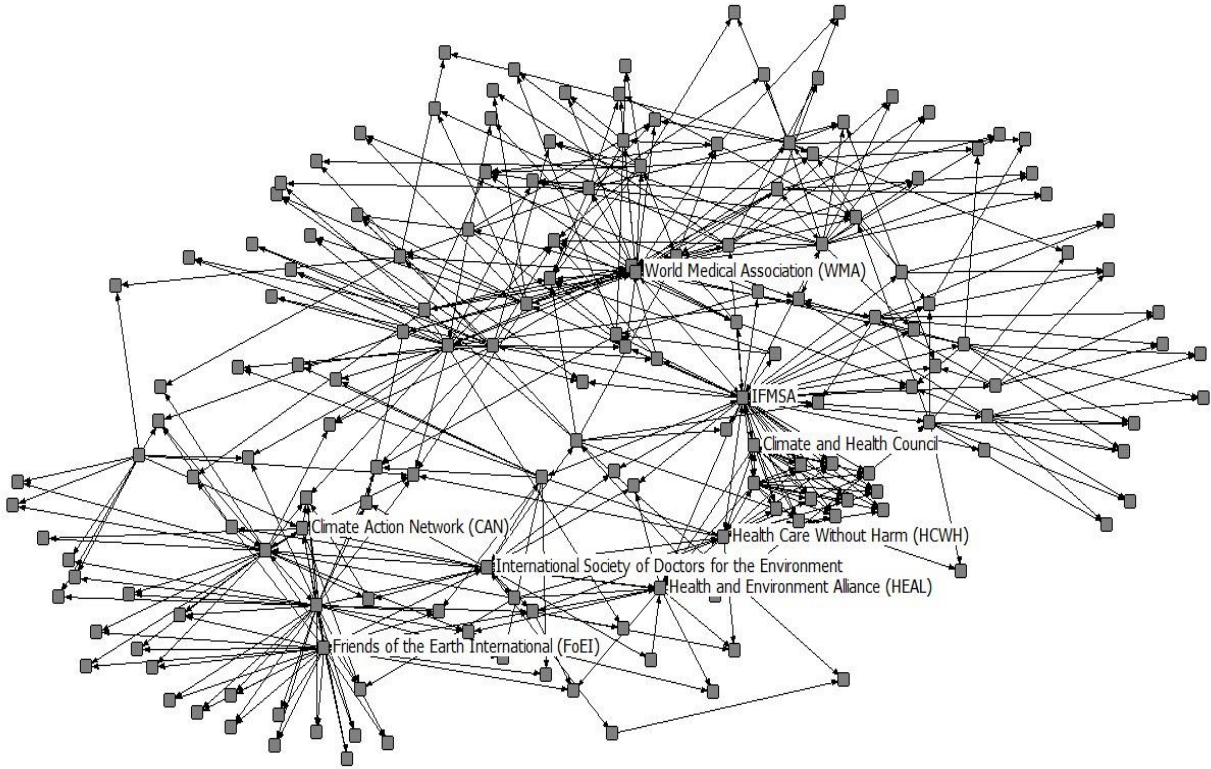 World Medical Association (WMA)
IFMSA
Climate and Health Council
Climate Action Network (CAN)
Health Care Without Harm (HCWH)
International Society of Doctors for the Environment
Health and Environment Alliance (HEAL)
Friends of the Earth International (FoEI)